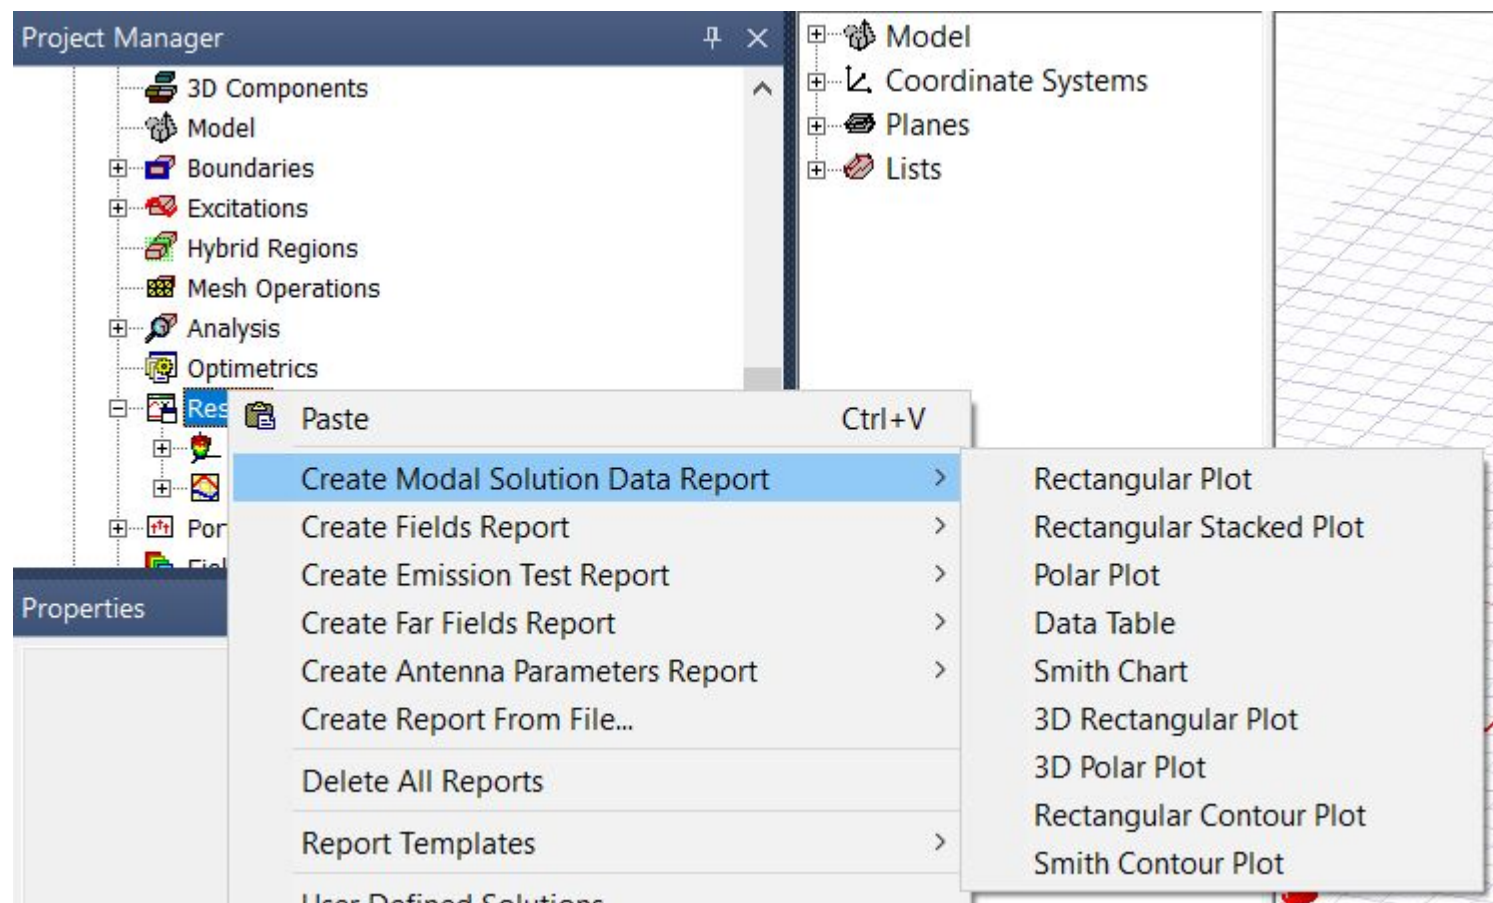 Project Manager
3D Components
Model
Boundaries
Excitations
Hybrid Regions
Mesh Operations
Analysis
Optimetrics
Res
Por
Properties
Model
Coordinate Systems
Planes
Lists
Paste Ctrl+V
Create Modal Solution Data Report
Create Fields Report
Create Emission Test Report
Create Far Fields Report
Create Antenna Parameters Report
Create Report From File...
Delete All Reports
Report Templates
User Defined Solutions
Rectangular Plot
Rectangular Stacked Plot
Polar Plot
Data Table
Smith Chart
3D Rectangular Plot
3D Polar Plot
Rectangular Contour Plot
Smith Contour Plot